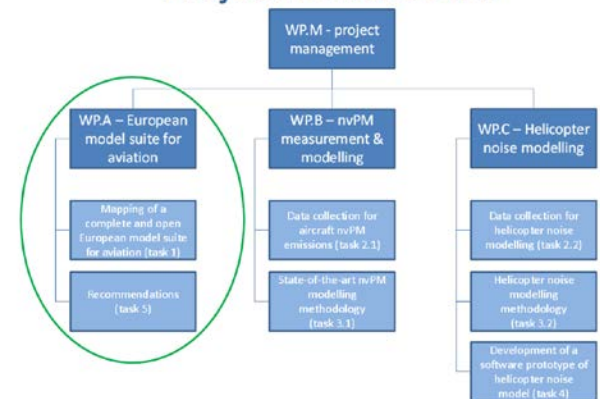 WP.M - project
management
WP.A – European
model suite for
aviation
WP.B – nvPM
measurement &
modelling
WP.C – Helicopter
noise modelling
Mapping of a
complete and open
European model suite
for aviation (task 1)
Data collection for
aircraft nvPM
emissions (task 2.1)
Data collection for
helicopter noise
modelling (task 2.2)
Recommendations
(task 5)
State-of-the-art nvPM
modelling
methodology
(task 3.1)
Helicopter noise
modelling
methodology
(task 3.2)
Development of a
software prototype of
helicopter noise
model (task 4)